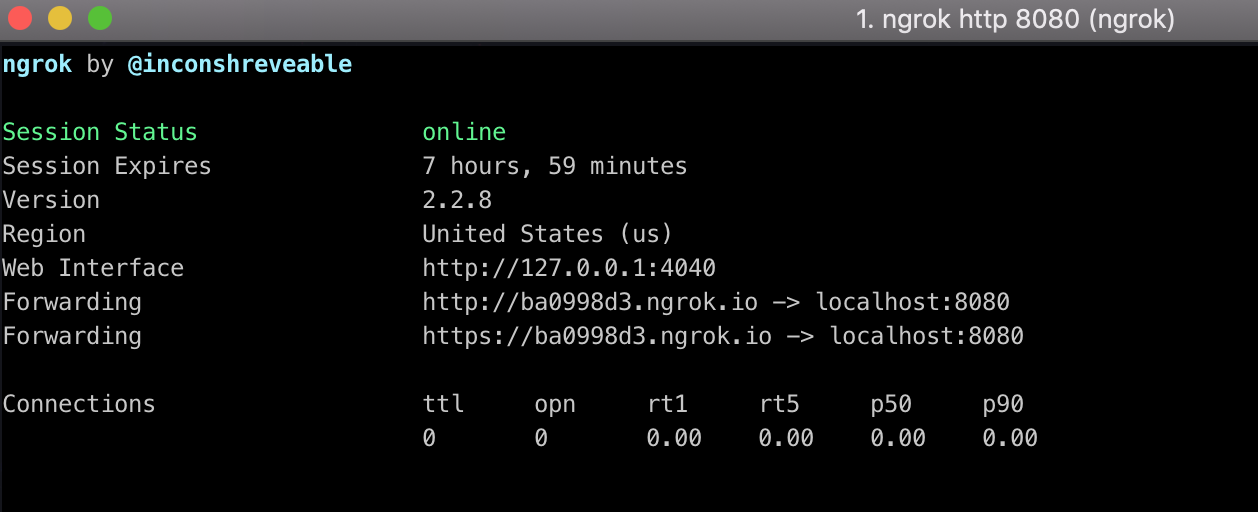 1. ngrok http 8080 (ngrok)
ngrok by @inconshreveable
Session Status online
Session Expires 7 hours, 59 minutes
Version 2.2.8
Region United States (us)
Web Interface http://127.0.0.1:4040
Forwarding http://ba0998d3.ngrok.io -> localhost:8080
Forwarding https://ba0998d3.ngrok.io -> localhost:8080
Connections ttl opn rt1 rt5 p50 p90
0 0 0.00 0.00 0.00 0.00